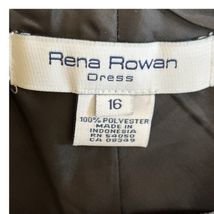 Rena Rowan
Dress
16
100% POLYESTER
MADE IN
INDONESIA
RN 54050
CA 09349